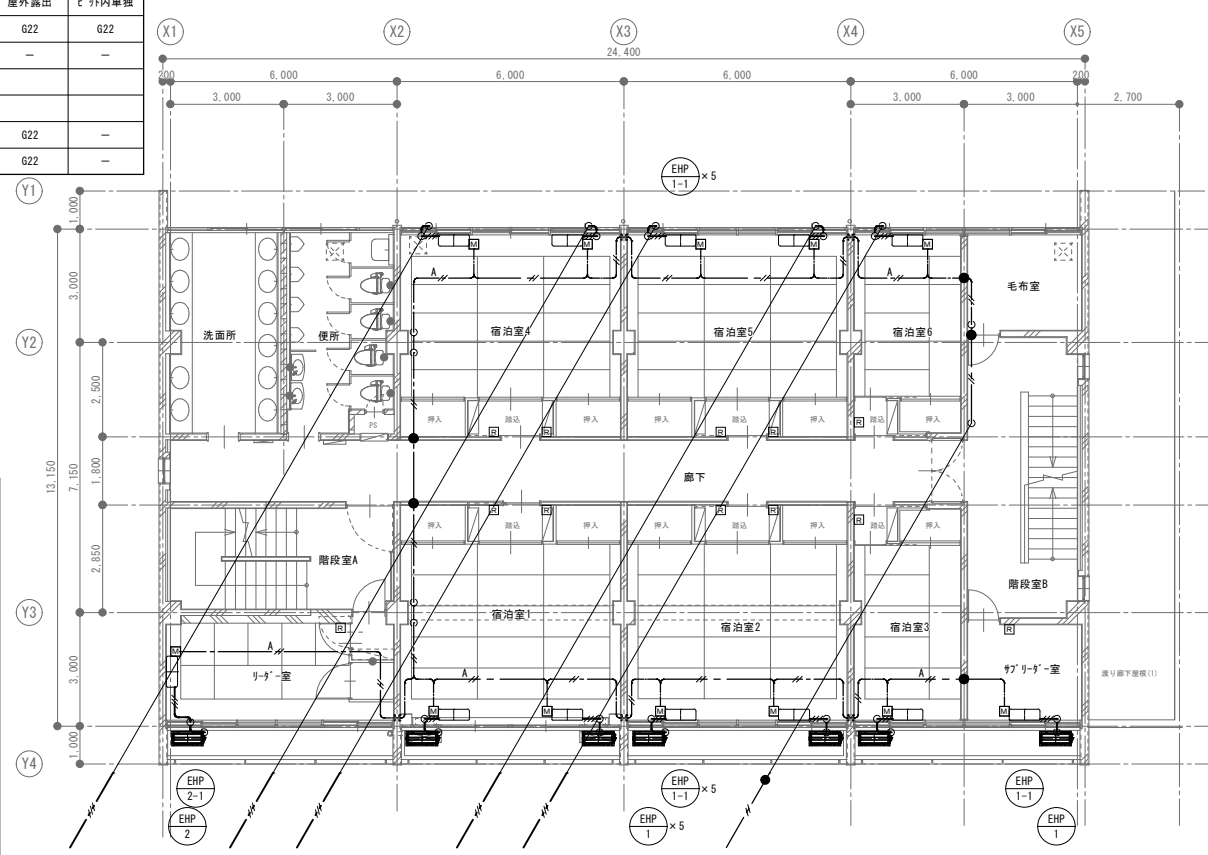 屋外露出 ピット内車独
G22 G22
— —
G22 —
G22 —
X1 X2 X3 X4 X5
24,400
200 6,000 6,000 6,000 6,000 200
3,000 3,000 3,000 3,000 2,700
EHP
1-1 ×5
Y1
1,000
M M M M M
A A
3,000
毛布室
Y2
洗面所 便所 宿泊室4 宿泊室5 宿泊室6
2,500
押入 踏込 押入 押入 踏込 押入 踏込 押入
PS
R R R R R
13,150 7,150 1,800
廊下
R R R R R
押入 踏込 押入 押入 踏込 押入 踏込 押入
2,850
階段室A
階段室B
Y3
宿泊室1 宿泊室2 宿泊室3
R R
M A
3,000
リーダー室
A A A
サブリーダー室
渡り廊下屋根(1)
M M M M M M
1,000
Y4
EHP
2-1
EHP
1-1 ×5
EHP
1-1
EHP
2
EHP
1 ×5
EHP
1